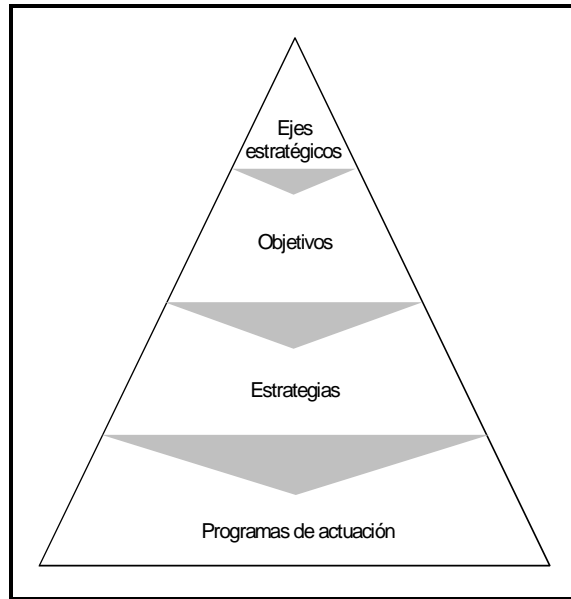 Ejes
estratégicos
Objetivos
Estrategias
Programas de actuación